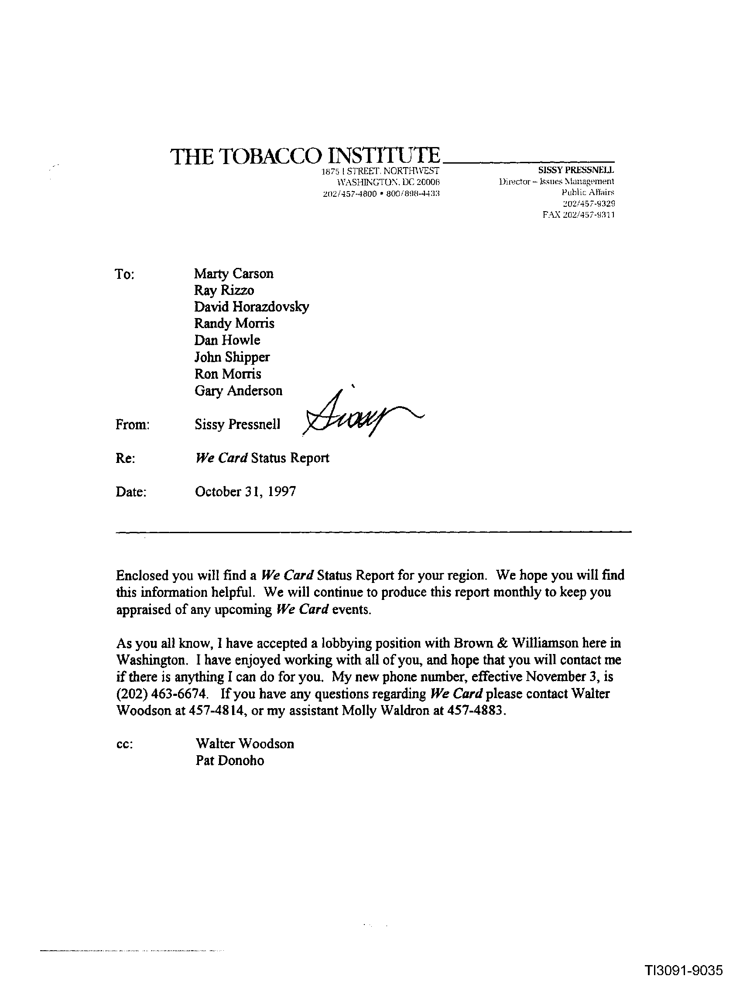 THE TOBACCO INSTITUTE
1875 I STREET, NORTHWEST
WASHINGTON, DC 20006
202/457-4800 • 800/898-4433
SISSY PRESSNELL
Director – Issues Management
Public Affairs
202/457-9329
FAX 202/457-9311
To: Marty Carson
Ray Rizzo
David Horazdovsky
Randy Morris
Dan Howle
John Shipper
Ron Morris
Gary Anderson
From: Sissy Pressnell Sissy
Re: We Card Status Report
Date: October 31, 1997
Enclosed you will find a We Card Status Report for your region. We hope you will find
this information helpful. We will continue to produce this report monthly to keep you
appraised of any upcoming We Card events.
As you all know, I have accepted a lobbying position with Brown & Williamson here in
Washington. I have enjoyed working with all of you, and hope that you will contact me
if there is anything I can do for you. My new phone number, effective November 3, is
(202) 463-6674. If you have any questions regarding We Card please contact Walter
Woodson at 457-4814, or my assistant Molly Waldron at 457-4883.
cc: Walter Woodson
Pat Donoho
TI3091-9035